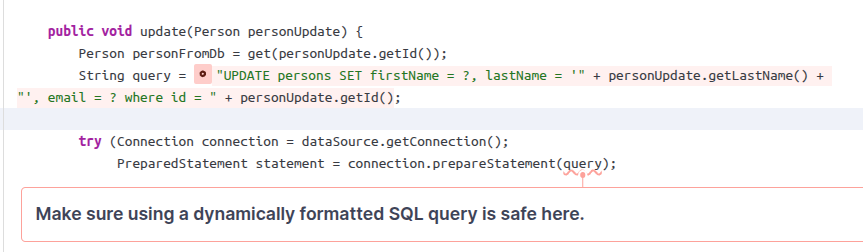 public void update(Person personUpdate) {
Person personFromDb = get(personUpdate.getId());
String query = "UPDATE persons SET firstName = ?, lastName = '" + personUpdate.getLastName() +
"', email = ? where id = " + personUpdate.getId();
try (Connection connection = dataSource.getConnection();
PreparedStatement statement = connection.prepareStatement(query);
Make sure using a dynamically formatted SQL query is safe here.